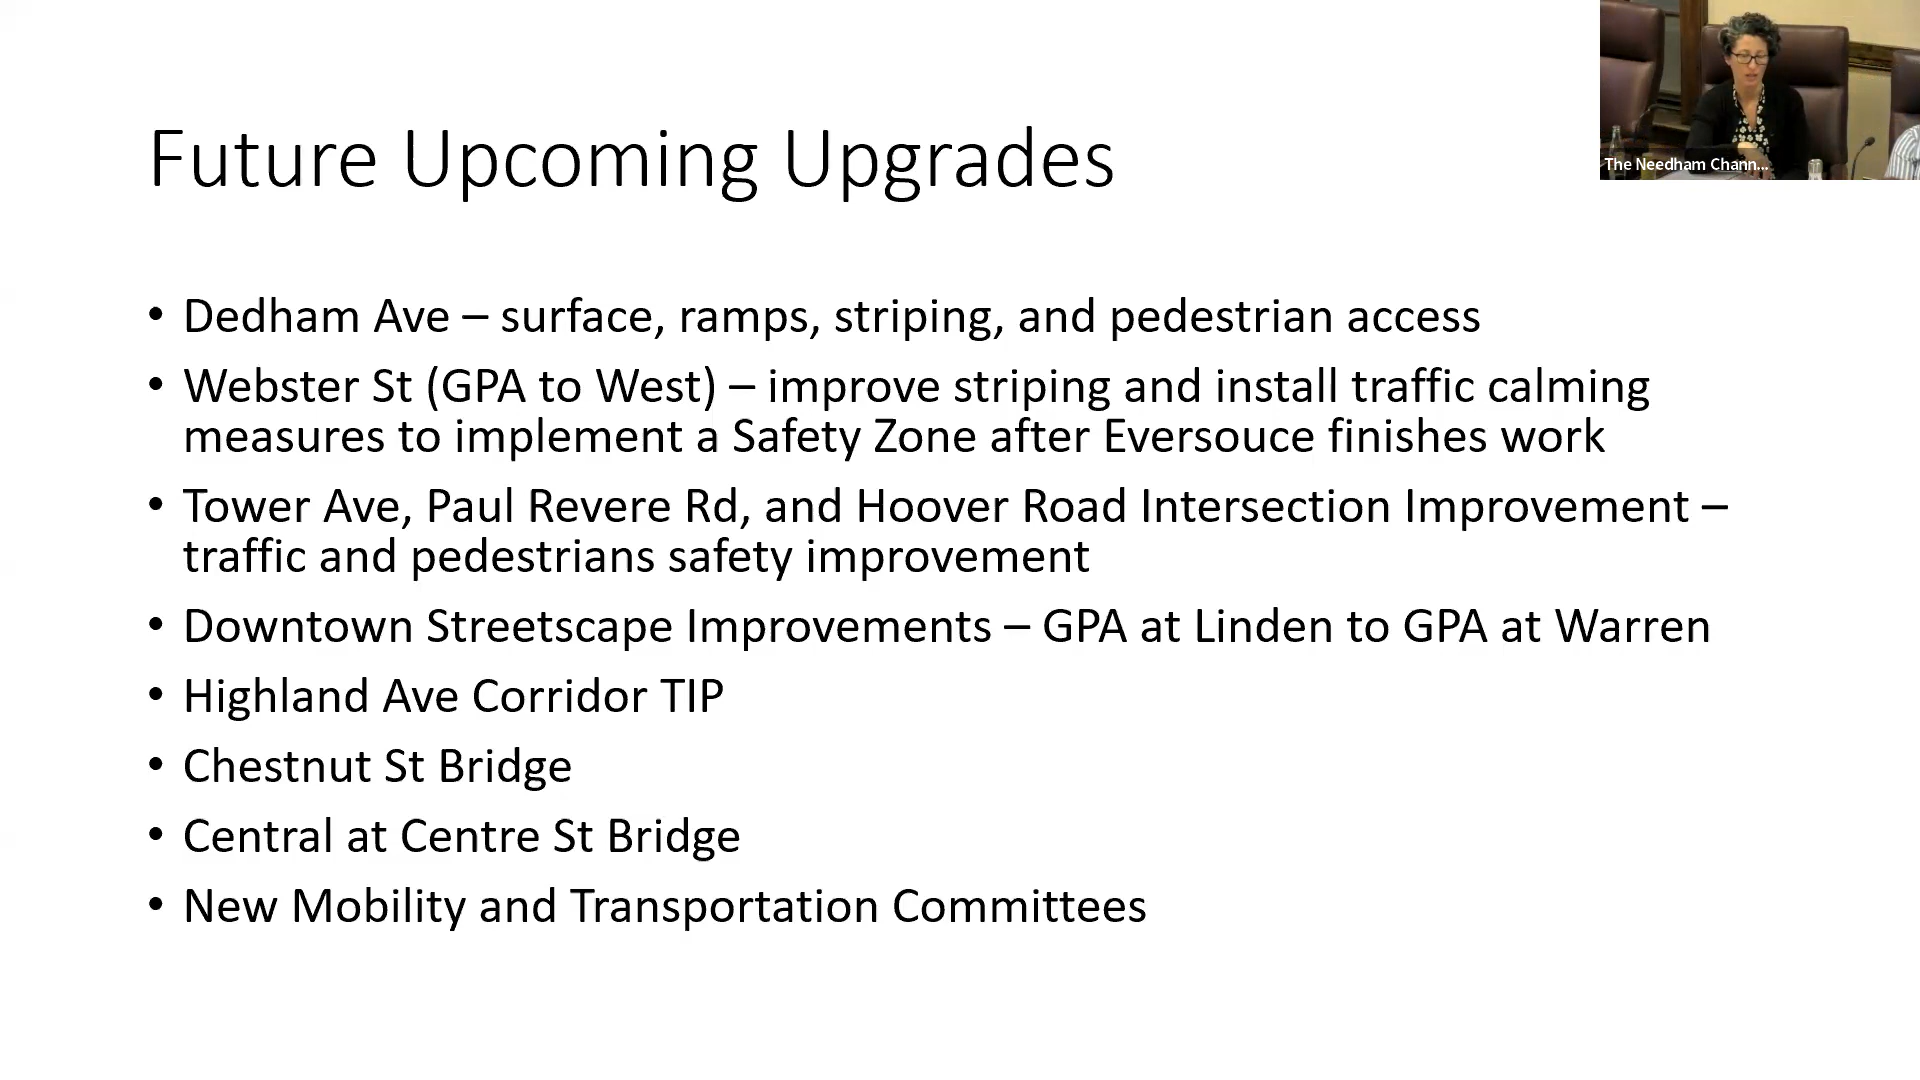 The Needham Chann...
Future Upcoming Upgrades
• Dedham Ave – surface, ramps, striping, and pedestrian access
• Webster St (GPA to West) – improve striping and install traffic calming
measures to implement a Safety Zone after Eversouce finishes work
• Tower Ave, Paul Revere Rd, and Hoover Road Intersection Improvement –
traffic and pedestrians safety improvement
• Downtown Streetscape Improvements – GPA at Linden to GPA at Warren
• Highland Ave Corridor TIP
• Chestnut St Bridge
• Central at Centre St Bridge
• New Mobility and Transportation Committees